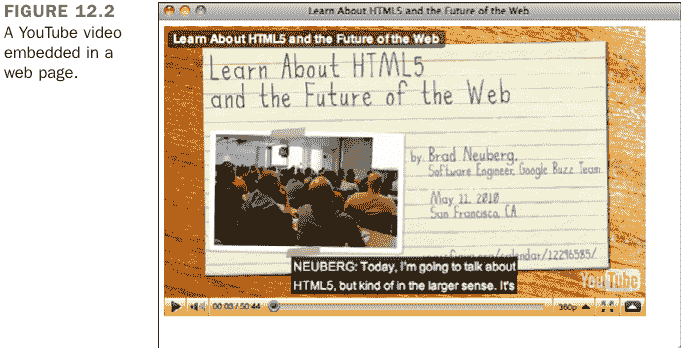 FIGURE 12.2
A YouTube video
embedded in a
web page.
Learn About HTML5 and the Future of the Web
Learn About HTML5 and the Future of the Web
Learn About HTML5
and the Future of the Web
by Brad Neuberg,
Software Engineer, Google Buzz Team
May 11, 2010
San Francisco, CA
/calendar/12296585/
NEUBERG: Today, I'm going to talk about
HTML5, but kind of in the larger sense. It's
YouTube
00:03 / 50:44
360p